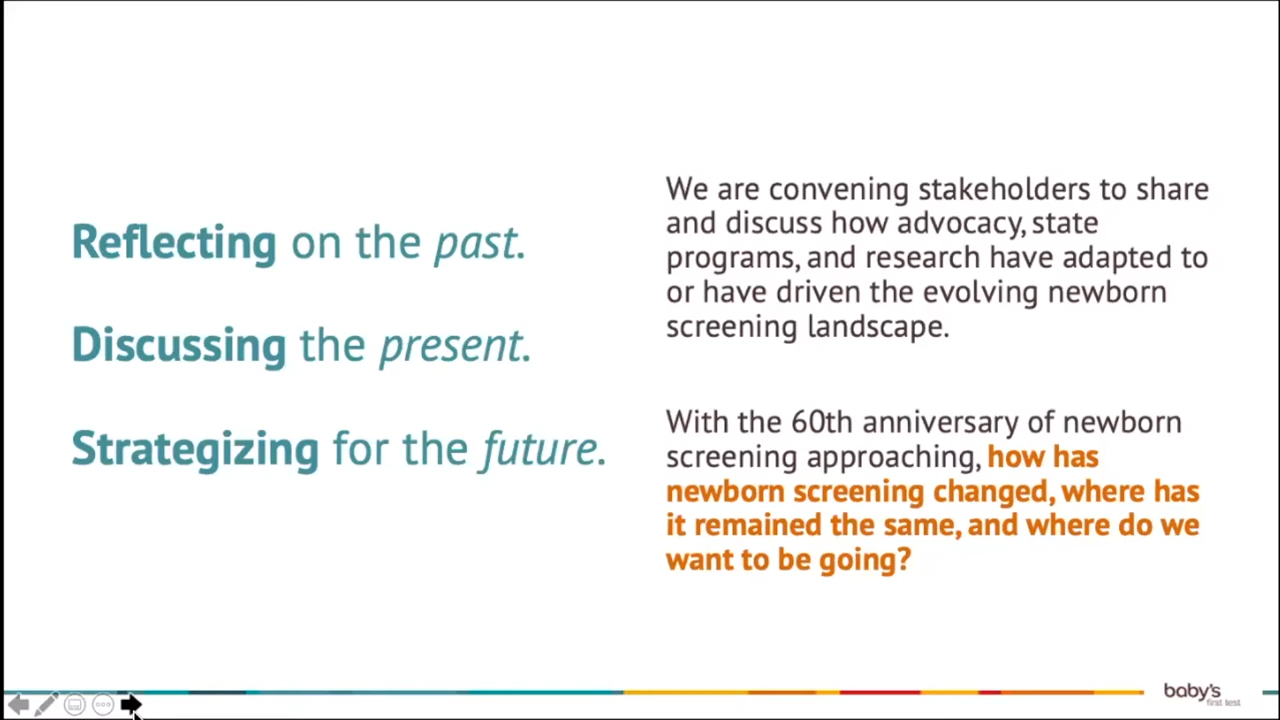 Reflecting on the past.
Discussing the present.
Strategizing for the future.
We are convening stakeholders to share
and discuss how advocacy, state
programs, and research have adapted to
or have driven the evolving newborn
screening landscape.
With the 60th anniversary of newborn
screening approaching, how has
newborn screening changed, where has
it remained the same, and where do we
want to be going?
baby's
first test